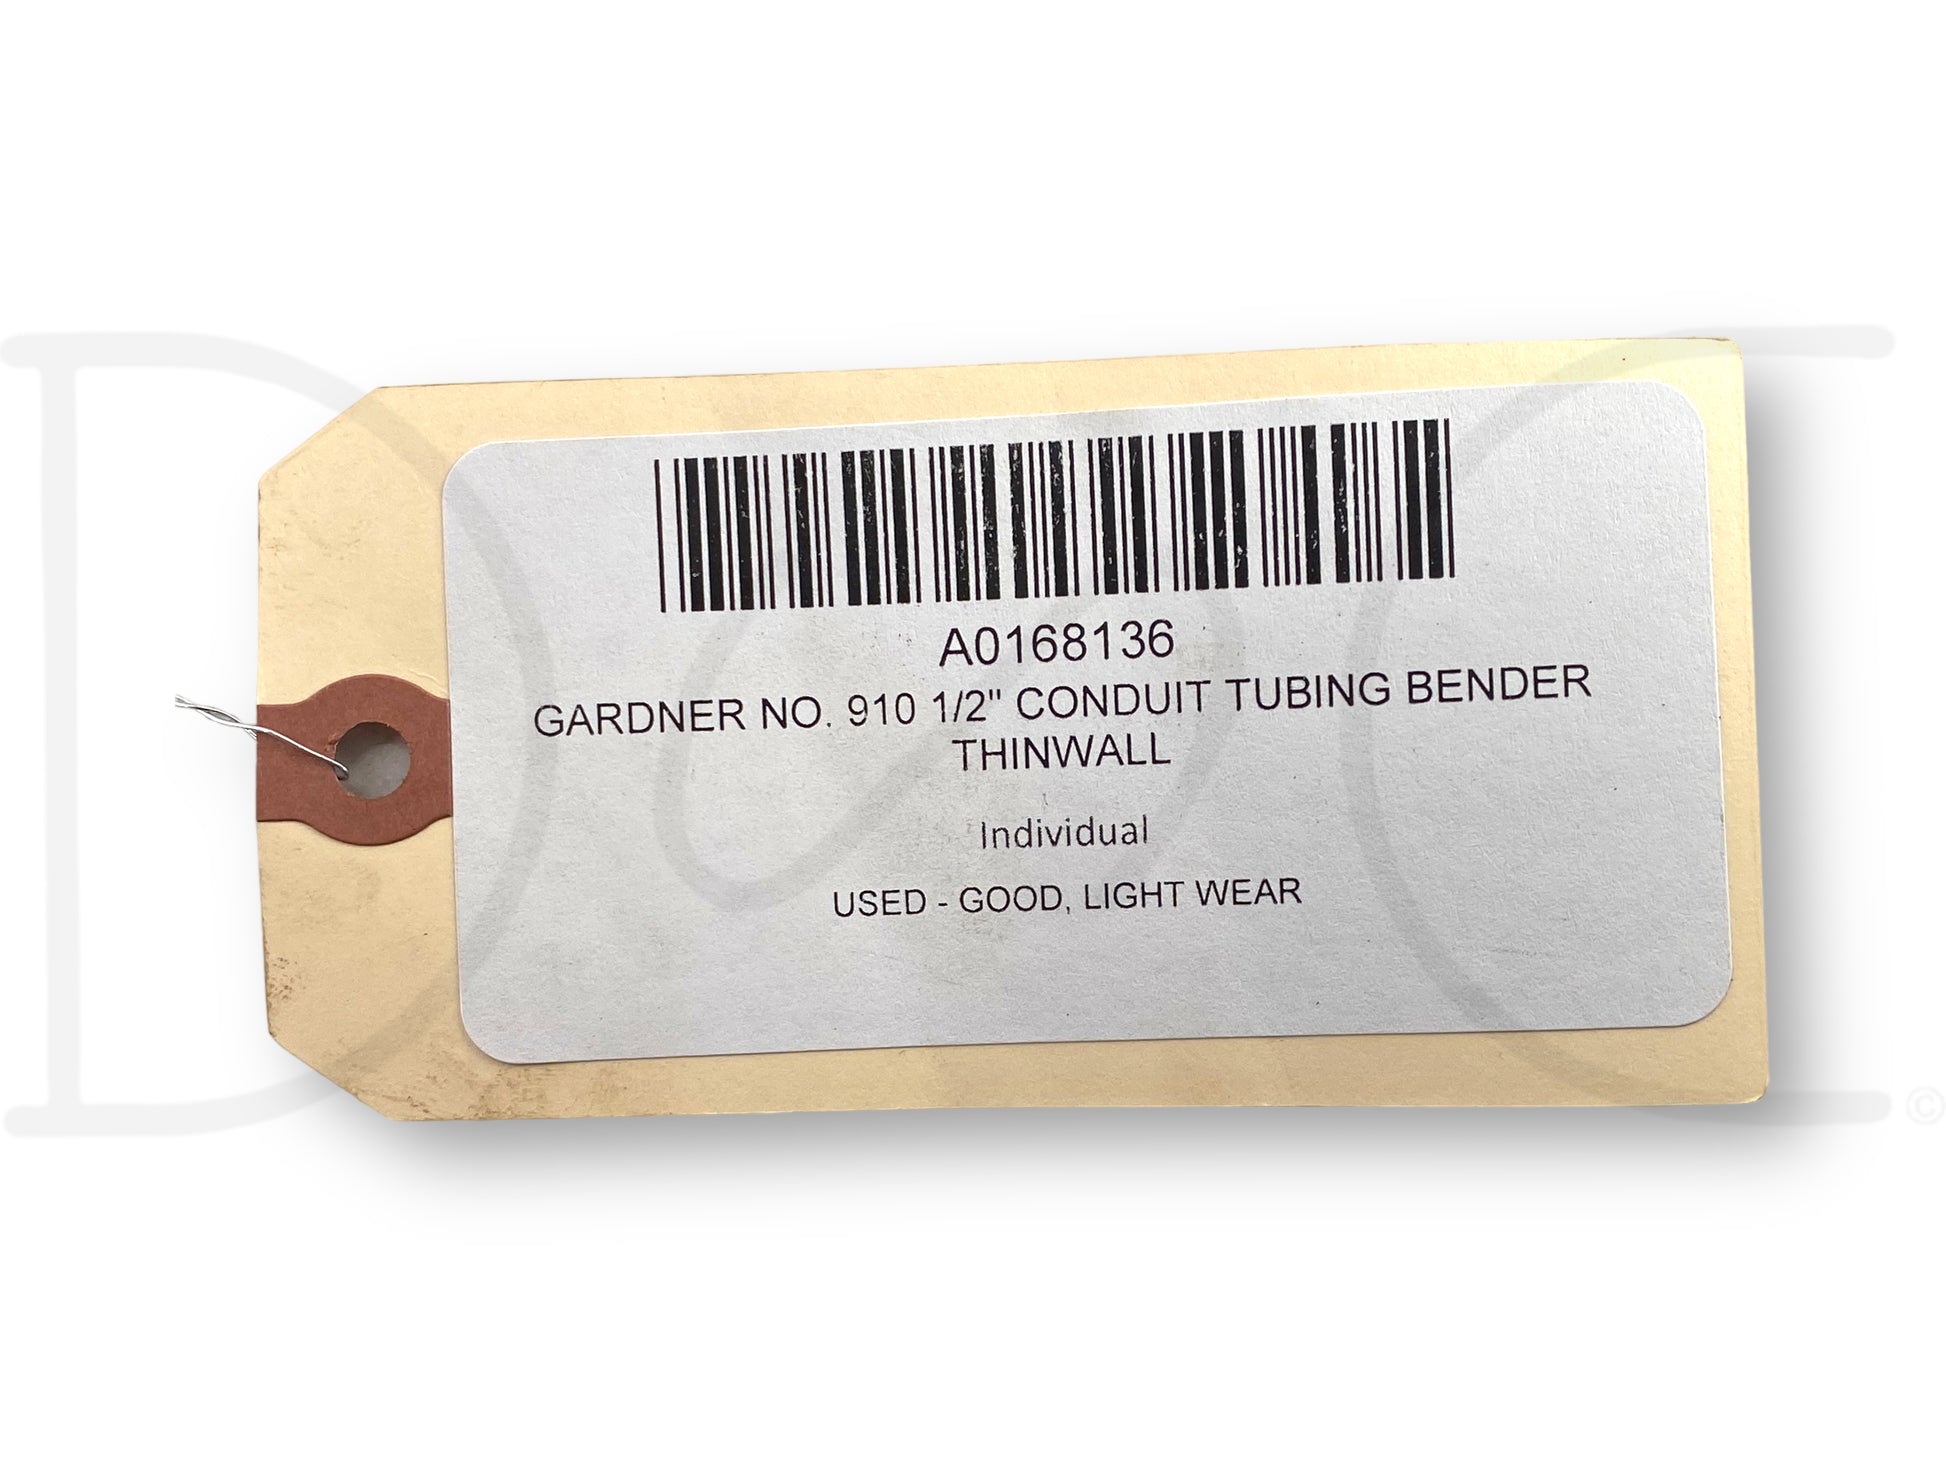 A0168136
GARDNER NO. 910 1/2" CONDUIT TUBING BENDER
THINWALL
Individual
USED - GOOD, LIGHT WEAR
©